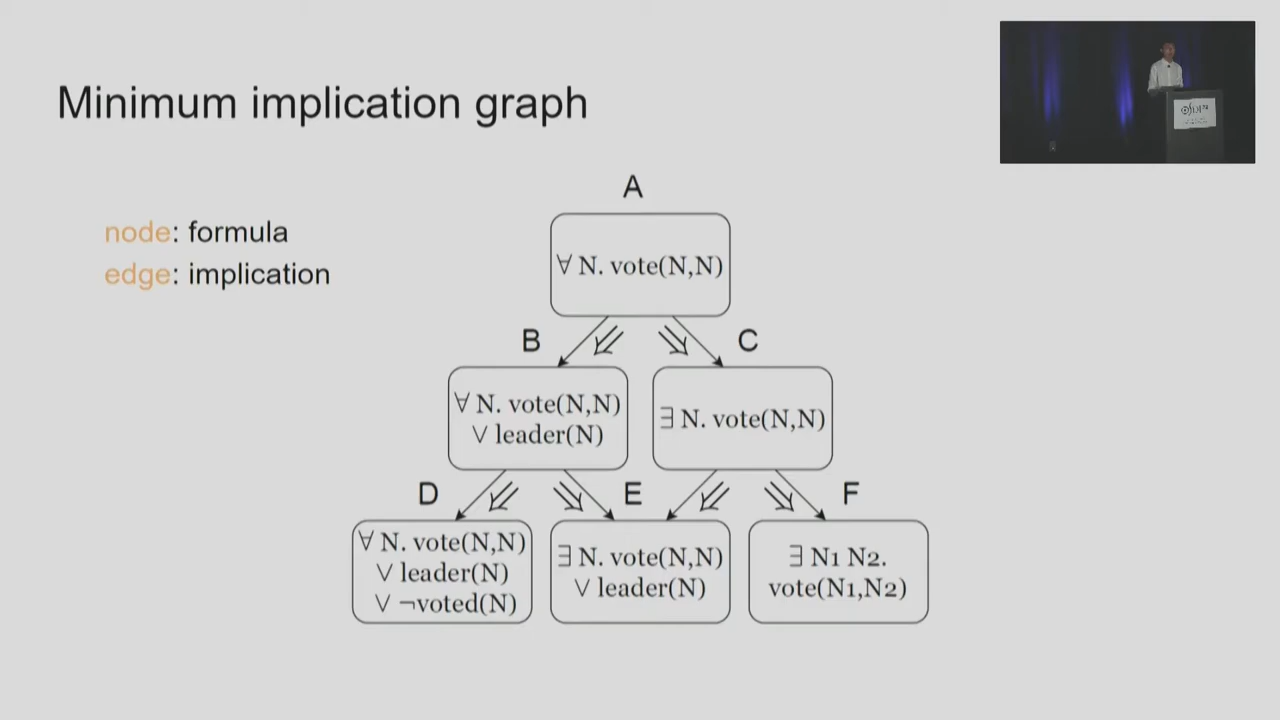 Minimum implication graph
node: formula
edge: implication
A
∀ N. vote(N,N)
B
C
∀ N. vote(N,N)
∨ leader(N)
∃ N. vote(N,N)
D
E
F
∀ N. vote(N,N)
∨ leader(N)
∨ ¬voted(N)
∃ N. vote(N,N)
∨ leader(N)
∃ N1 N2.
vote(N1,N2)